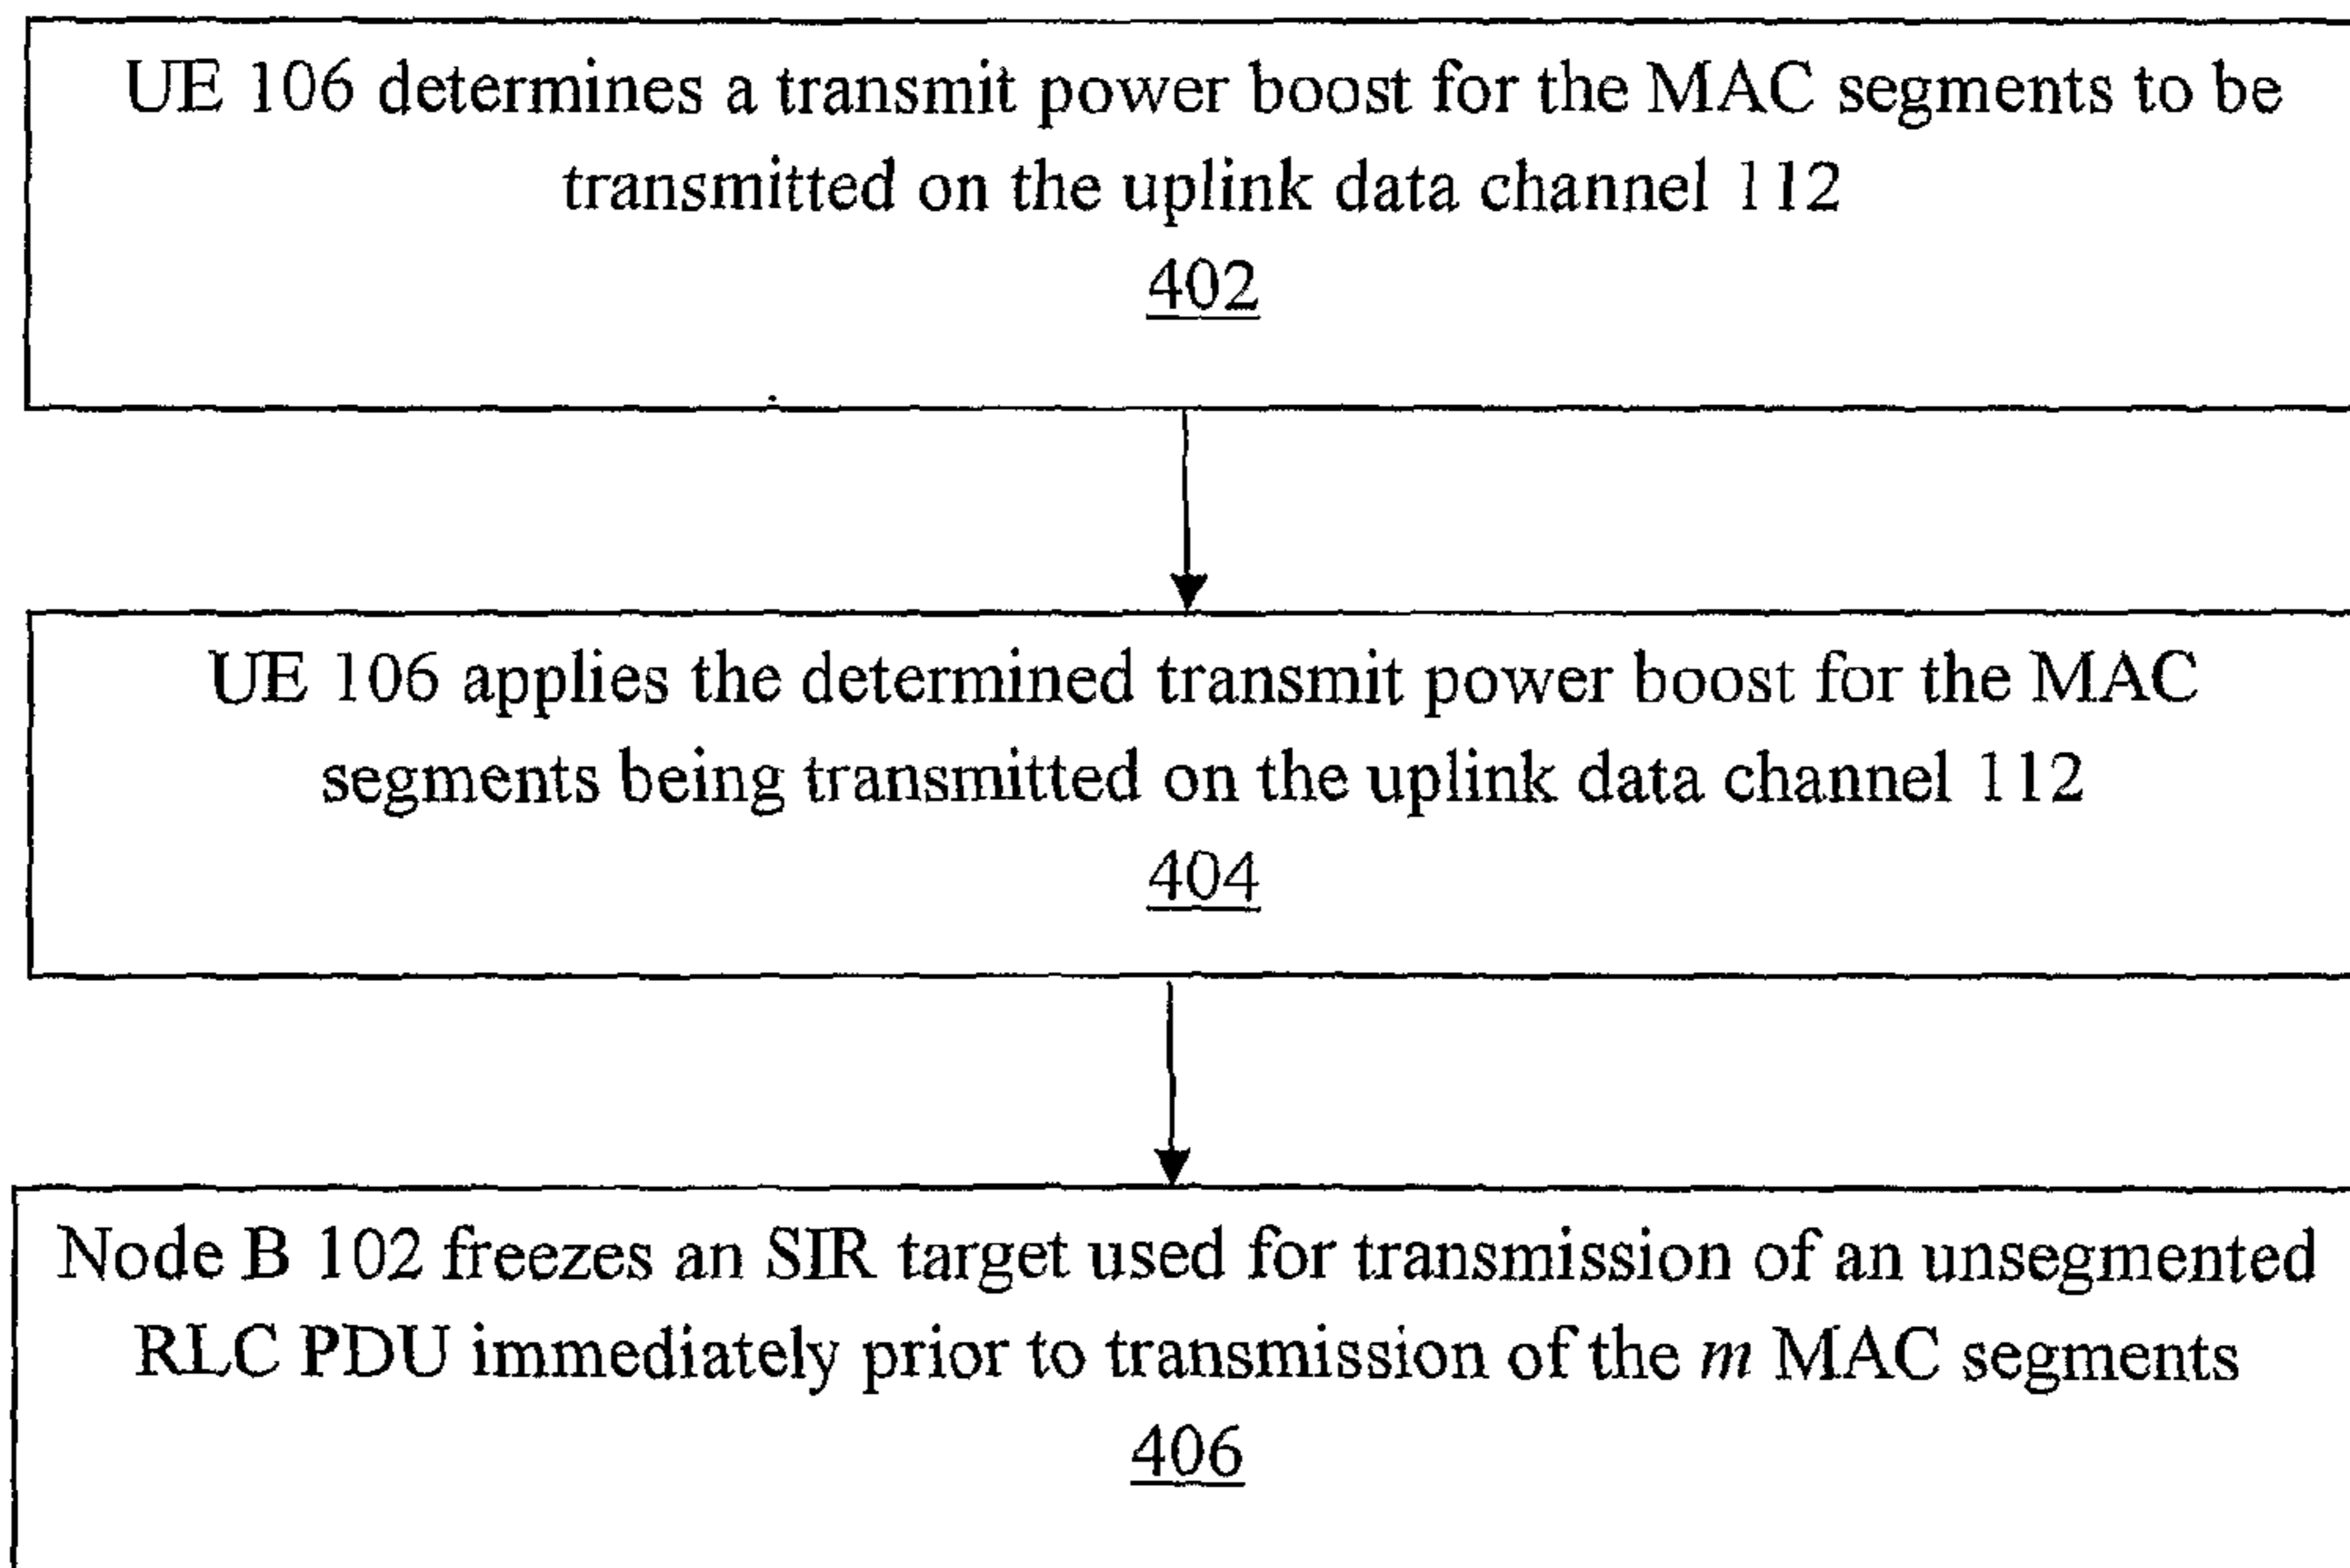 UE 106 determines a transmit power boost for the MAC segments to be
transmitted on the uplink data channel 112
402
UE 106 applies the determined transmit power boost for the MAC
segments being transmitted on the uplink data channel 112
404
Node B 102 freezes an SIR target used for transmission of an unsegmented
RLC PDU immediately prior to transmission of the m MAC segments
406